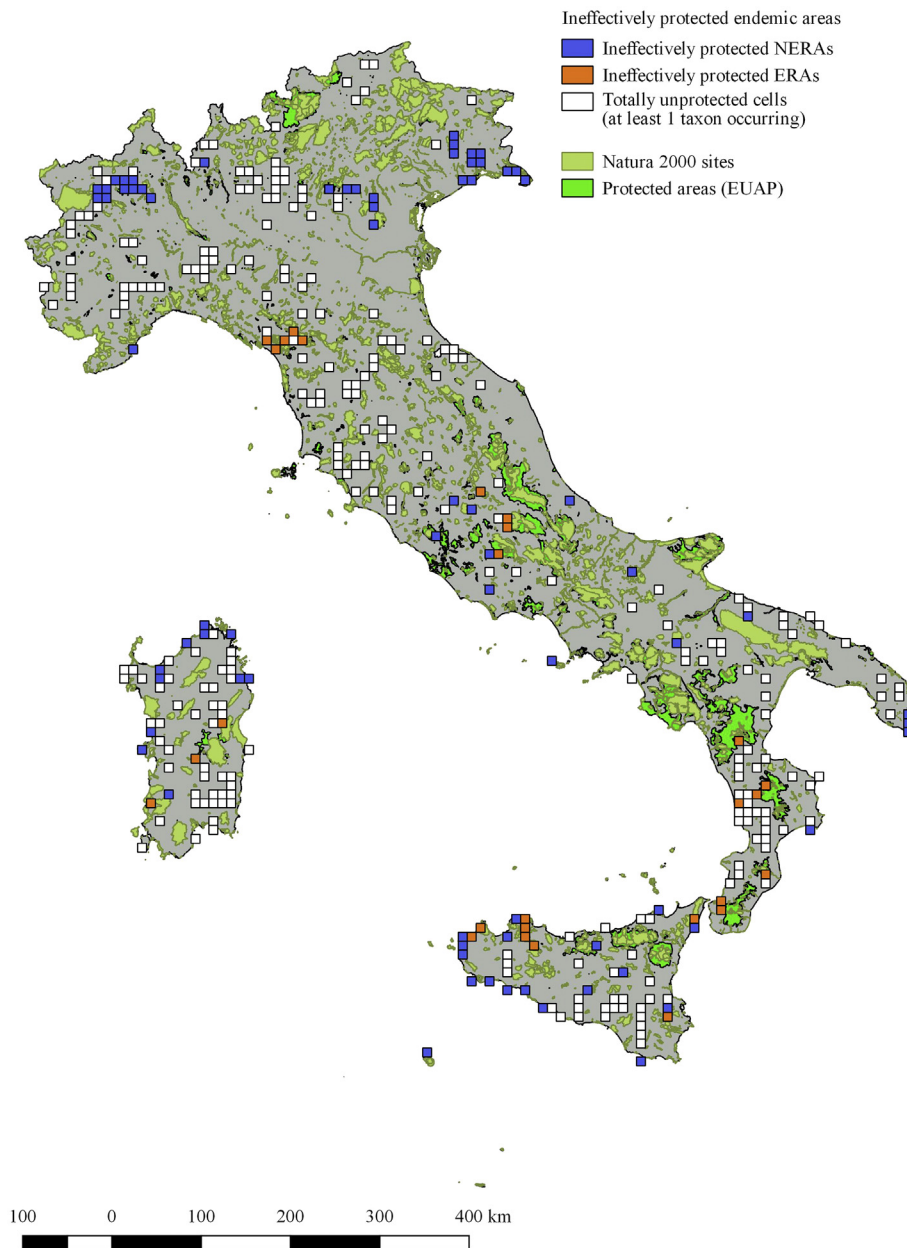 Ineffectively protected endemic areas
Ineffectively protected NERAs
Ineffectively protected ERAs
Totally unprotected cells
(at least 1 taxon occurring)
Natura 2000 sites
Protected areas (EUAP)
100 0 100 200 300 400 km